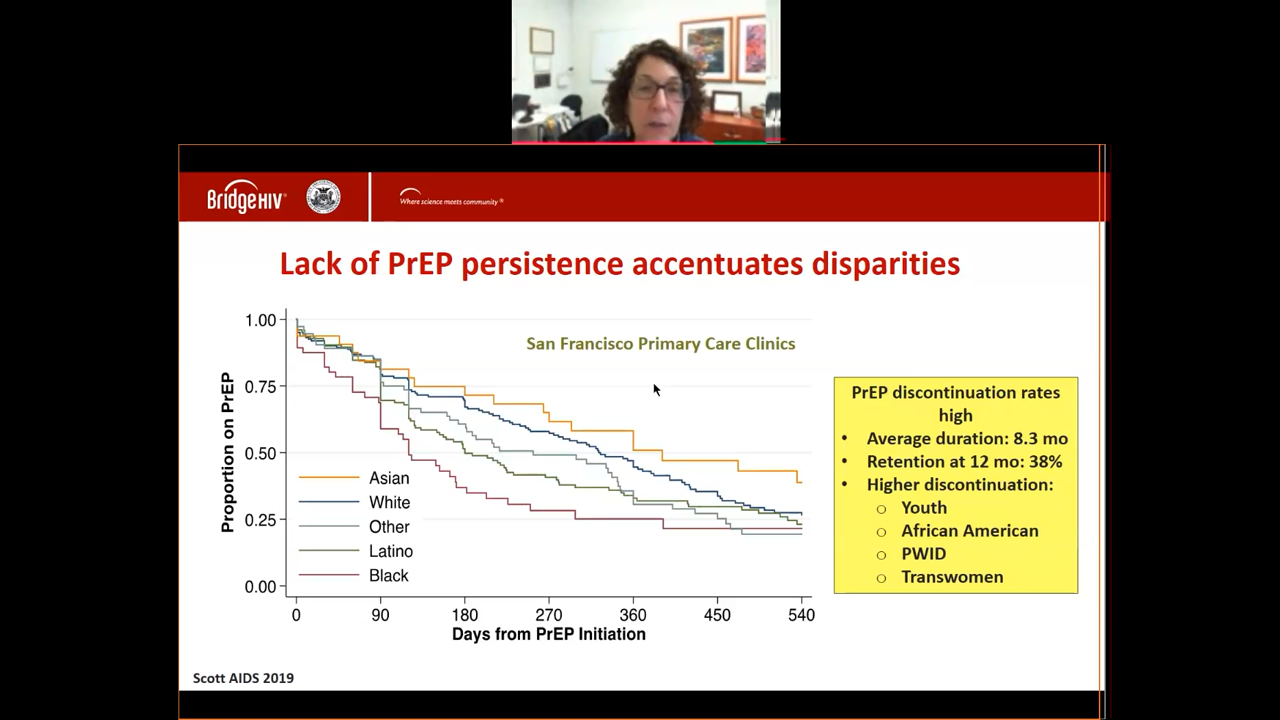 BRIDGE HIV
Where science meets community ®
Lack of PrEP persistence accentuates disparities
San Francisco Primary Care Clinics
Proportion on PrEP
1.00
0.75
0.50
0.25
0.00
Asian
White
Other
Latino
Black
0 90 180 270 360 450 540
Days from PrEP Initiation
PrEP discontinuation rates
high
• Average duration: 8.3 mo
• Retention at 12 mo: 38%
• Higher discontinuation:
o Youth
o African American
o PWID
o Transwomen
Scott AIDS 2019